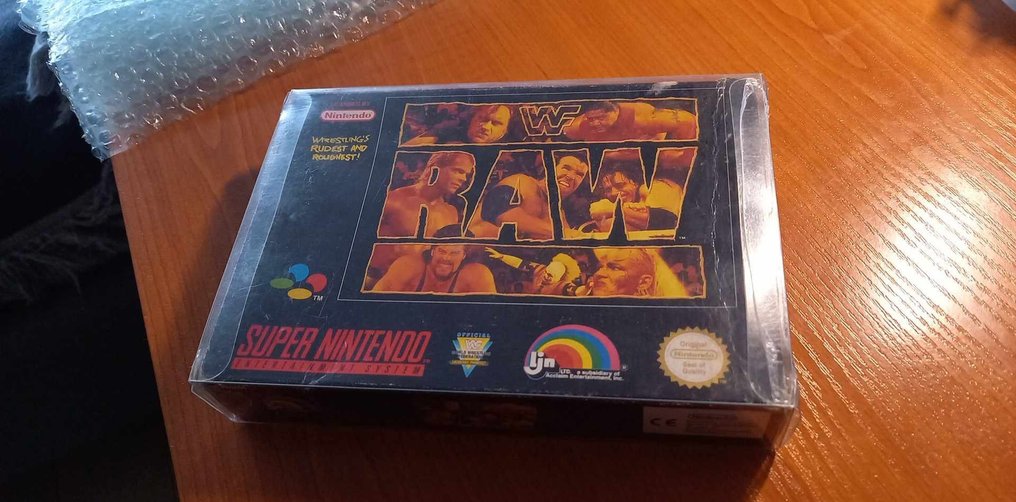 Nintendo
WRESTLING'S
RUDEST AND
ROUGHEST!
WF
RAW
TM
SUPER NINTENDO
ENTERTAINMENT SYSTEM
OFFICIAL
LJN
LTD. a subsidiary of
Acclaim Entertainment, Inc.
Original
Nintendo
Seal of
Quality
CE